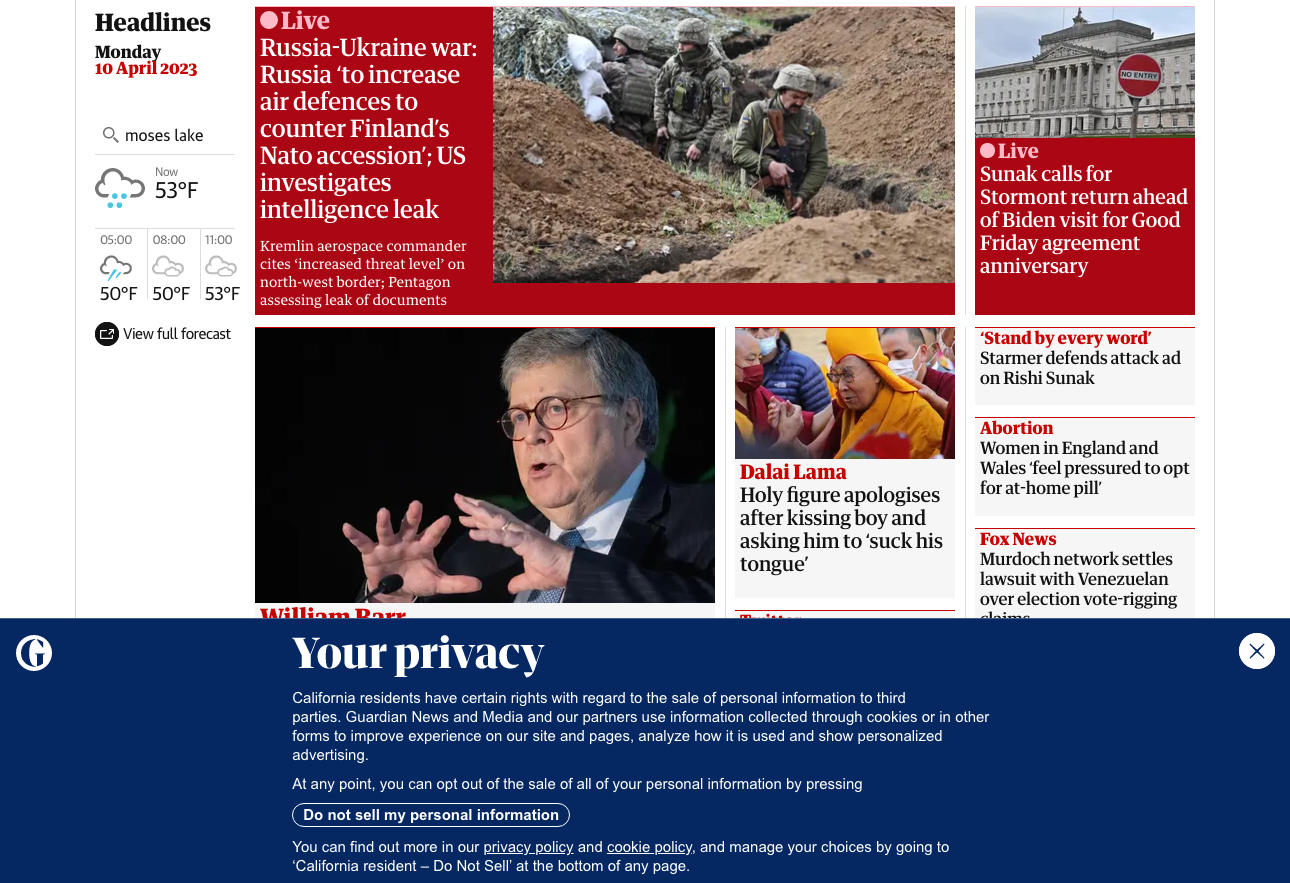 Headlines
Monday
10 April 2023
moses lake
Now
53°F
05:00
08:00
11:00
50°F
50°F
53°F
View full forecast
Live
Russia-Ukraine war:
Russia ‘to increase
air defences to
counter Finland’s
Nato accession’; US
investigates
intelligence leak
Kremlin aerospace commander
cites ‘increased threat level’ on
north-west border; Pentagon
assessing leak of documents
NO ENTRY
Live
Sunak calls for
Stormont return ahead
of Biden visit for Good
Friday agreement
anniversary
William Barr
Dalai Lama
Holy figure apologises
after kissing boy and
asking him to ‘suck his
tongue’
Twitter
‘Stand by every word’
Starmer defends attack ad
on Rishi Sunak
Abortion
Women in England and
Wales ‘feel pressured to opt
for at-home pill’
Fox News
Murdoch network settles
lawsuit with Venezuelan
over election vote-rigging
claims
G
Your privacy
California residents have certain rights with regard to the sale of personal information to third
parties. Guardian News and Media and our partners use information collected through cookies or in other
forms to improve experience on our site and pages, analyze how it is used and show personalized
advertising.
At any point, you can opt out of the sale of all of your personal information by pressing
Do not sell my personal information
You can find out more in our privacy policy and cookie policy, and manage your choices by going to
‘California resident – Do Not Sell’ at the bottom of any page.